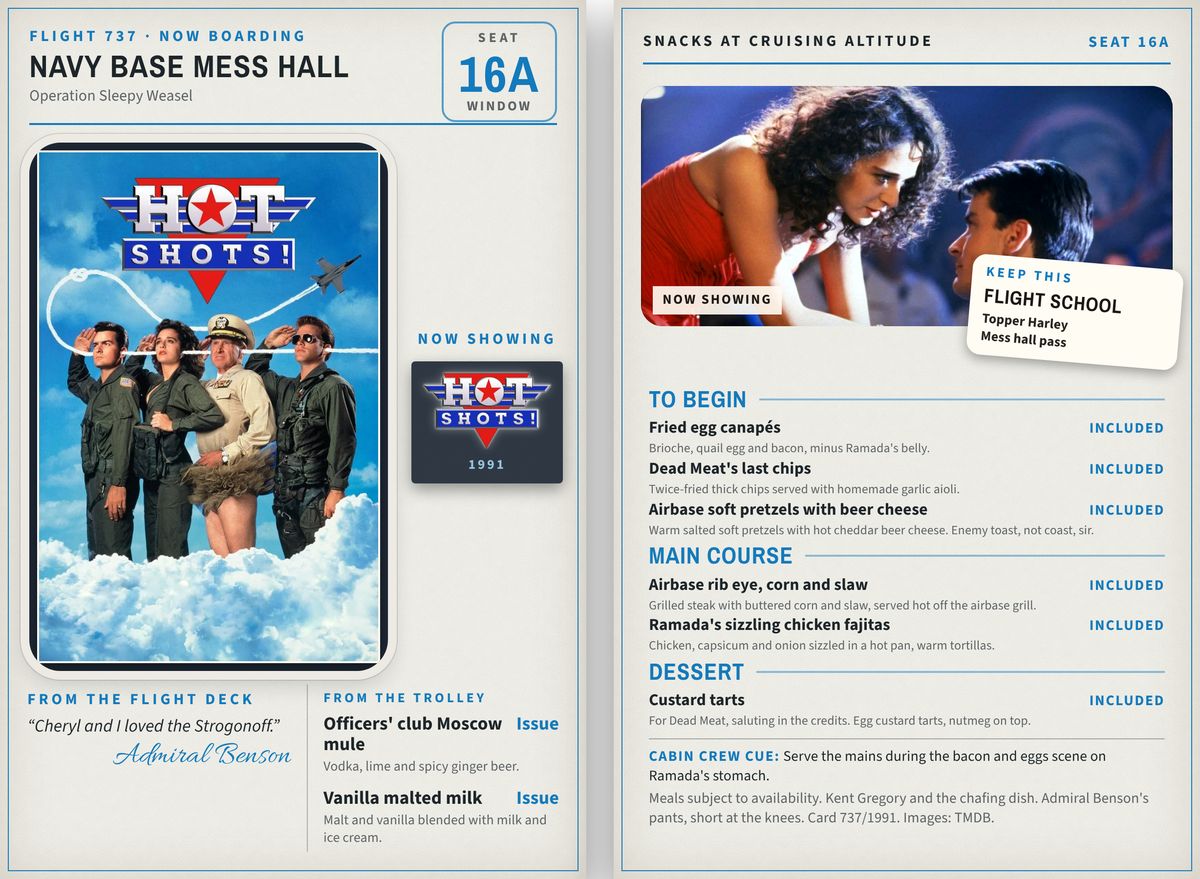 FLIGHT 737 · NOW BOARDING
NAVY BASE MESS HALL
Operation Sleepy Weasel
SEAT
16A
WINDOW
HOT
SHOTS!
NOW SHOWING
HOT
SHOTS!
1991
FROM THE FLIGHT DECK
“Cheryl and I loved the Strogonoff.”
Admiral Benson
FROM THE TROLLEY
Officers' club Moscow mule Issue
Vodka, lime and spicy ginger beer.
Vanilla malted milk Issue
Malt and vanilla blended with milk and
ice cream.
SNACKS AT CRUISING ALTITUDE SEAT 16A
NOW SHOWING
KEEP THIS
FLIGHT SCHOOL
Topper Harley
Mess hall pass
TO BEGIN
Fried egg canapés INCLUDED
Brioche, quail egg and bacon, minus Ramada's belly.
Dead Meat's last chips INCLUDED
Twice-fried thick chips served with homemade garlic aioli.
Airbase soft pretzels with beer cheese INCLUDED
Warm salted soft pretzels with hot cheddar beer cheese. Enemy toast, not coast, sir.
MAIN COURSE
Airbase rib eye, corn and slaw INCLUDED
Grilled steak with buttered corn and slaw, served hot off the airbase grill.
Ramada's sizzling chicken fajitas INCLUDED
Chicken, capsicum and onion sizzled in a hot pan, warm tortillas.
DESSERT
Custard tarts INCLUDED
For Dead Meat, saluting in the credits. Egg custard tarts, nutmeg on top.
CABIN CREW CUE: Serve the mains during the bacon and eggs scene on
Ramada's stomach.
Meals subject to availability. Kent Gregory and the chafing dish. Admiral Benson's
pants, short at the knees. Card 737/1991. Images: TMDB.